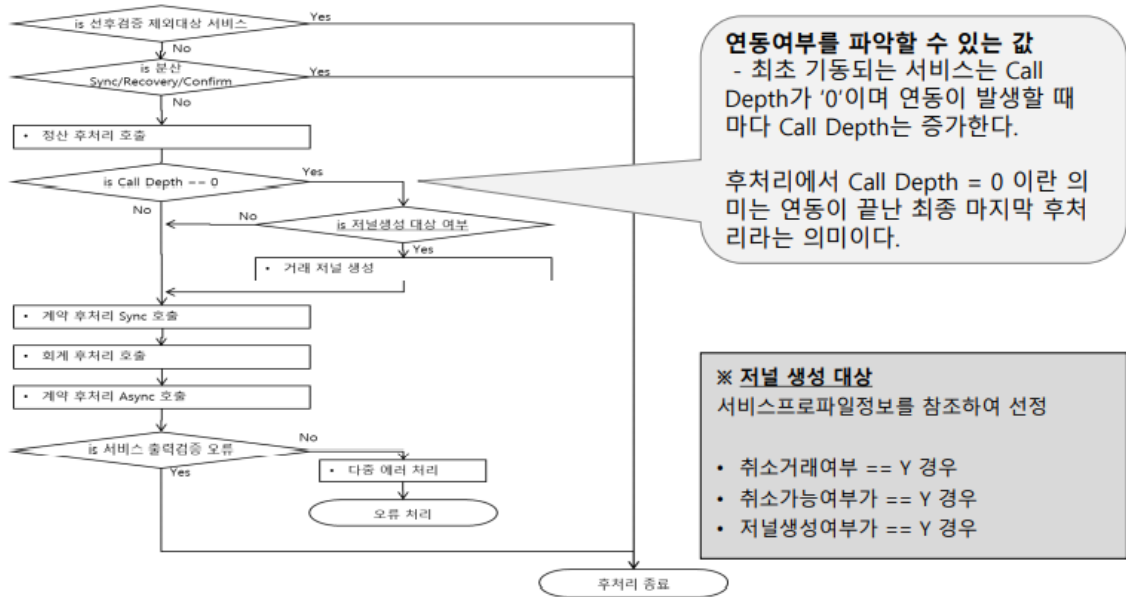 is 선후검증 제외대상 서비스
Yes
No
is 분산
Sync/Recovery/Confirm
Yes
No
• 정산 후처리 호출
is Call Depth == 0
Yes
No
is 저널생성 대상 여부
No
Yes
• 거래 저널 생성
• 계약 후처리 Sync 호출
• 회계 후처리 호출
• 계약 후처리 Async 호출
is 서비스 출력검증 오류
No
Yes
• 다중 에러 처리
오류 처리
후처리 종료
연동여부를 파악할 수 있는 값
- 최초 기동되는 서비스는 Call
Depth가 '0'이며 연동이 발생할 때
마다 Call Depth는 증가한다.
후처리에서 Call Depth = 0 이란 의
미는 연동이 끝난 최종 마지막 후처
리라는 의미이다.
※ 저널 생성 대상
서비스프로파일정보를 참조하여 선정
• 취소거래여부 == Y 경우
• 취소가능여부가 == Y 경우
• 저널생성여부가 == Y 경우